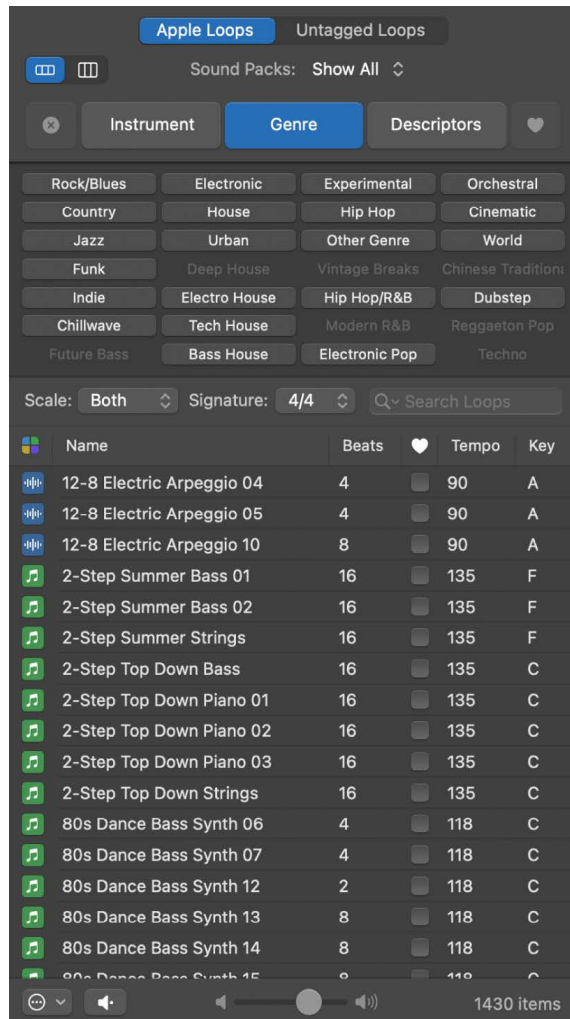 Apple Loops Untagged Loops
Sound Packs: Show All
Instrument Genre Descriptors
Rock/Blues Electronic Experimental Orchestral
Country House Hip Hop Cinematic
Jazz Urban Other Genre World
Funk Deep House Vintage Breaks Chinese Traditiona
Indie Electro House Hip Hop/R&B Dubstep
Chillwave Tech House Modern R&B Reggaeton Pop
Future Bass Bass House Electronic Pop Techno
Scale: Both Signature: 4/4 Search Loops
Name Beats Tempo Key
12-8 Electric Arpeggio 04 4 90 A
12-8 Electric Arpeggio 05 4 90 A
12-8 Electric Arpeggio 10 8 90 A
2-Step Summer Bass 01 16 135 F
2-Step Summer Bass 02 16 135 F
2-Step Summer Strings 16 135 F
2-Step Top Down Bass 16 135 C
2-Step Top Down Piano 01 16 135 C
2-Step Top Down Piano 02 16 135 C
2-Step Top Down Piano 03 16 135 C
2-Step Top Down Strings 16 135 C
80s Dance Bass Synth 06 4 118 C
80s Dance Bass Synth 07 4 118 C
80s Dance Bass Synth 12 2 118 C
80s Dance Bass Synth 13 8 118 C
80s Dance Bass Synth 14 8 118 C
80s Dance Bass Synth 15 8 118 C
1430 items